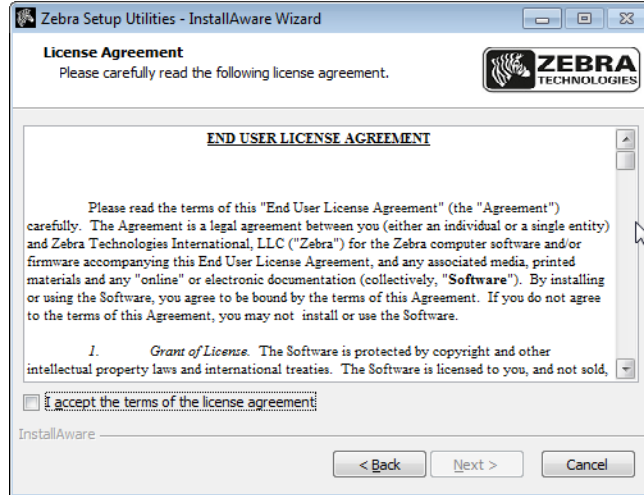 Zebra Setup Utilities - InstallAware Wizard
License Agreement
Please carefully read the following license agreement.
ZEBRA
TECHNOLOGIES
END USER LICENSE AGREEMENT
Please read the terms of this "End User License Agreement" (the "Agreement")
carefully. The Agreement is a legal agreement between you (either an individual or a single entity)
and Zebra Technologies International, LLC ("Zebra") for the Zebra computer software and/or
firmware accompanying this End User License Agreement, and any associated media, printed
materials and any "online" or electronic documentation (collectively, "Software"). By installing
or using the Software, you agree to be bound by the terms of this Agreement. If you do not agree
to the terms of this Agreement, you may not install or use the Software.
1. Grant of License. The Software is protected by copyright and other
intellectual property laws and international treaties. The Software is licensed to you, and not sold,
I accept the terms of the license agreement
InstallAware
< Back
Next >
Cancel